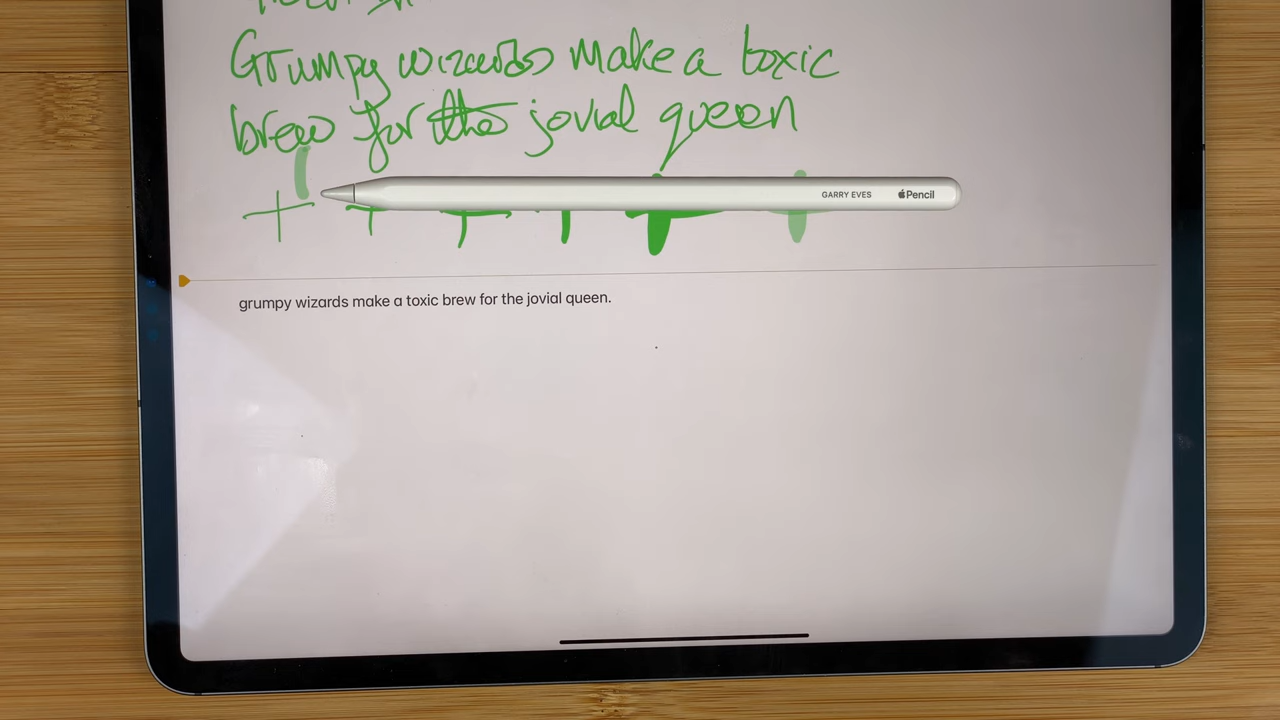 Grumpy wizards make a toxic
brew for the jovial queen
GARRY EVES Pencil
grumpy wizards make a toxic brew for the jovial queen.